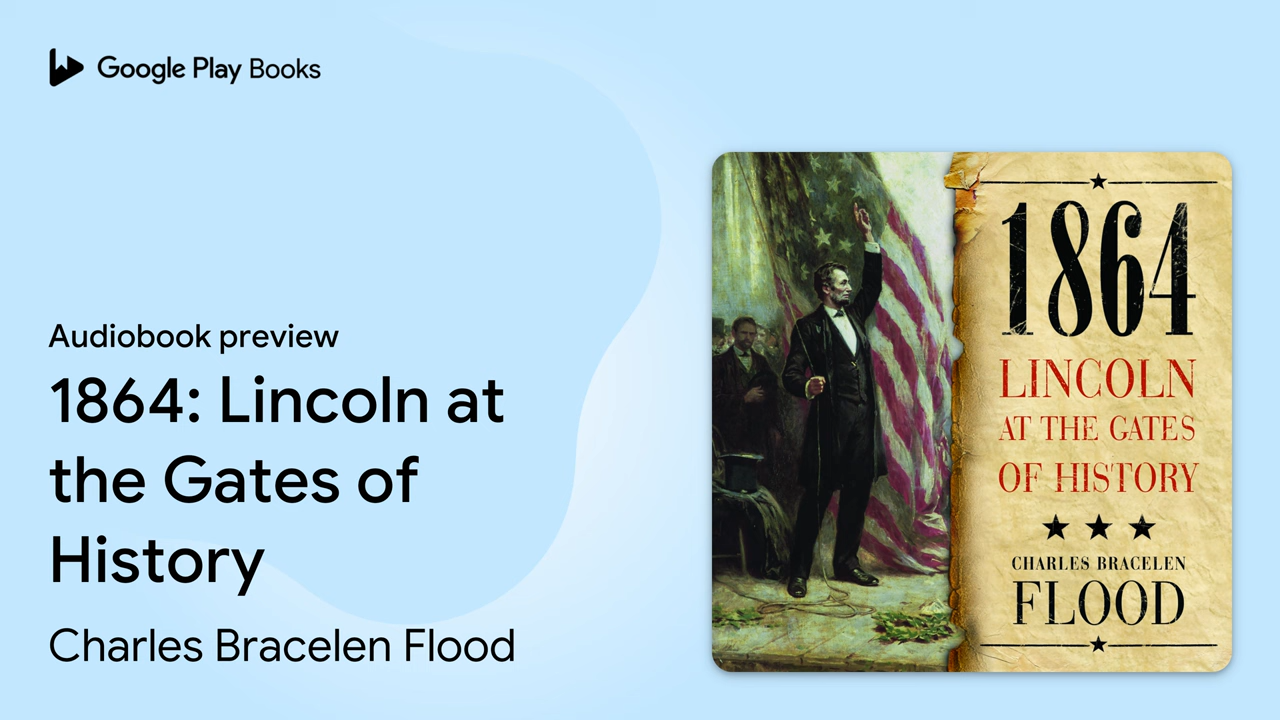 Google Play Books
Audiobook preview
1864: Lincoln at
the Gates of
History
Charles Bracelen Flood
1864
LINCOLN
AT THE GATES
OF HISTORY
CHARLES BRACELEN
FLOOD